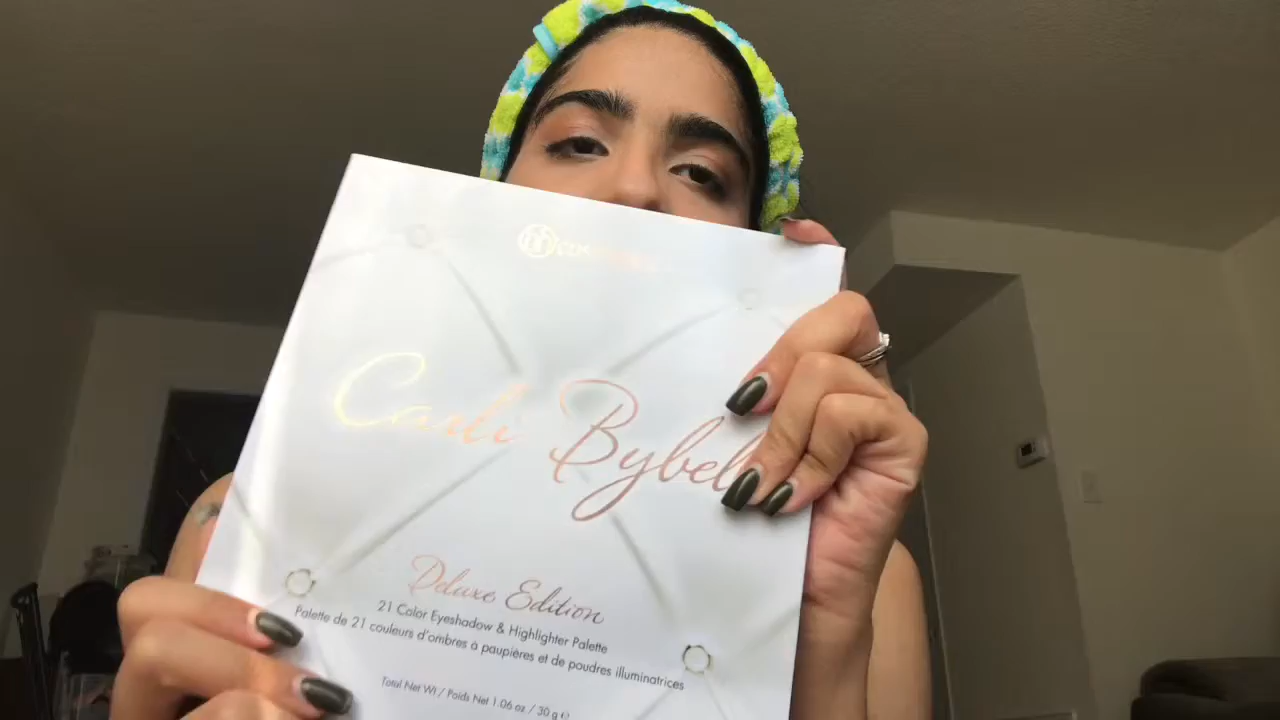 bh
Carli Bybel
Deluxe Edition
21 Color Eyeshadow & Highlighter Palette
Palette de 21 couleurs d'ombres à paupières et de poudres illuminatrices
Total Net Wt / Poids Net 1.06 oz / 30 g e